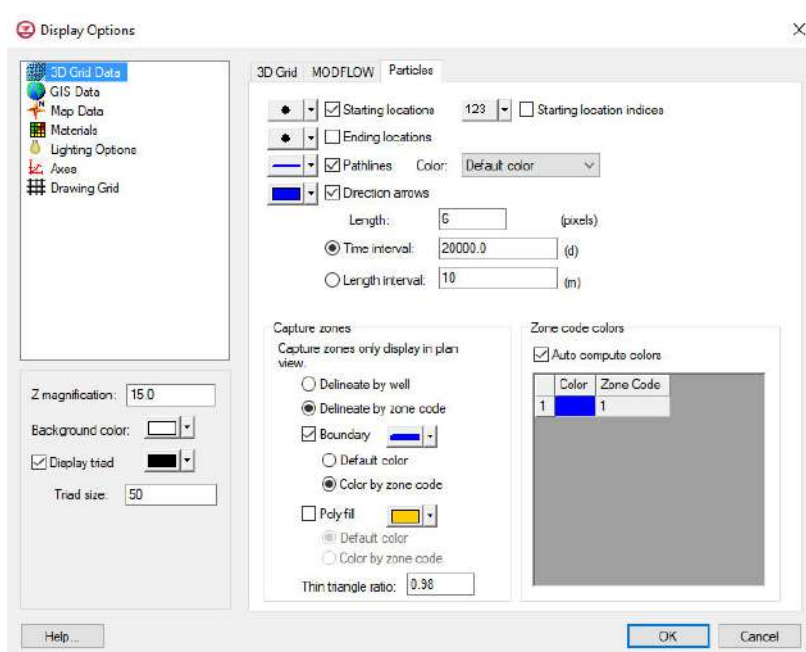 Display Options
3D Grid Data
GIS Data
Map Data
Materials
Lighting Options
Axes
Drawing Grid
Z magnification: 15.0
Background color:
Display triad
Triad size: 50
3D Grid MODFLOW Particles
Starting locations 123 Starting location indices
Ending locations
Pathlines Color: Default color
Direction arrows
Length: 6 (pixels)
Time interval: 20000.0 (d)
Length interval: 10 (m)
Capture zones
Capture zones only display in plan
view.
Delineate by well
Delineate by zone code
Boundary
Default color
Color by zone code
Poly fill
Default color
Color by zone code
Thin triangle ratio: 0.98
Zone code colors
Auto compute colors
Color Zone Code
1 1
Help...
OK Cancel